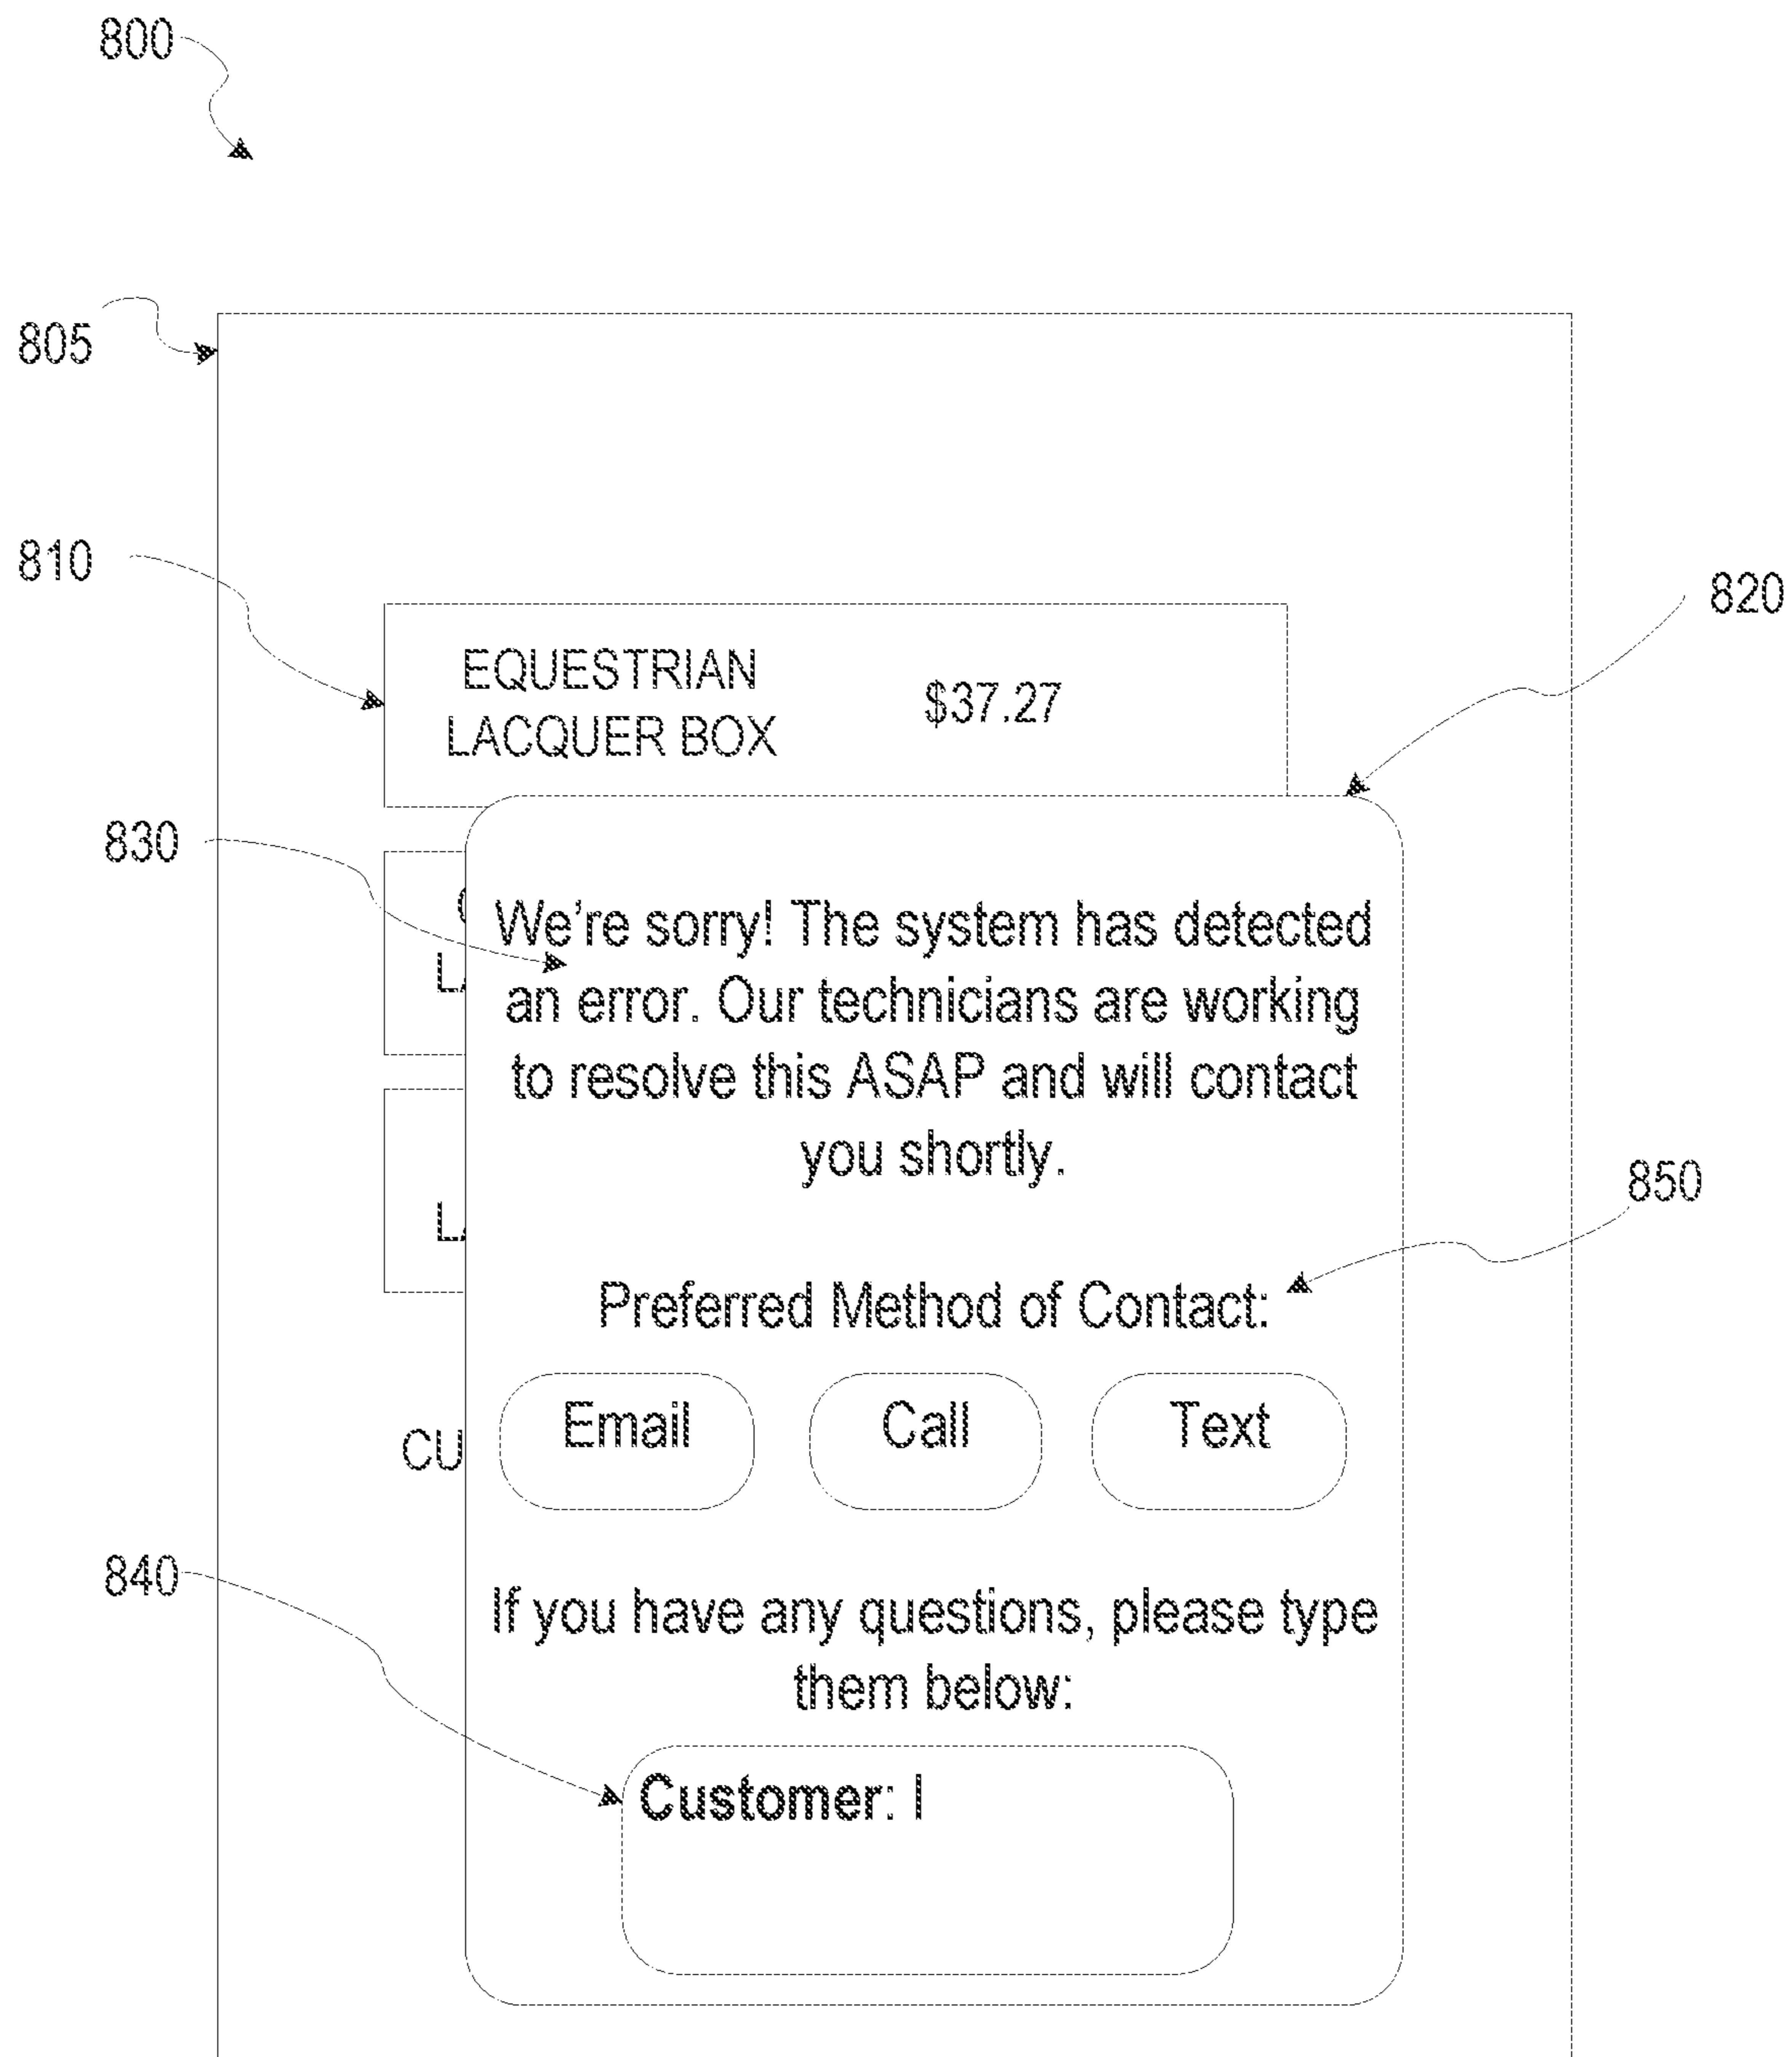 800
805
810
EQUESTRIAN
LACQUER BOX
$37.27
820
830
We're sorry! The system has detected
an error. Our technicians are working
to resolve this ASAP and will contact
you shortly.
850
Preferred Method of Contact:
Email
Call
Text
CU
840
If you have any questions, please type
them below:
Customer: I